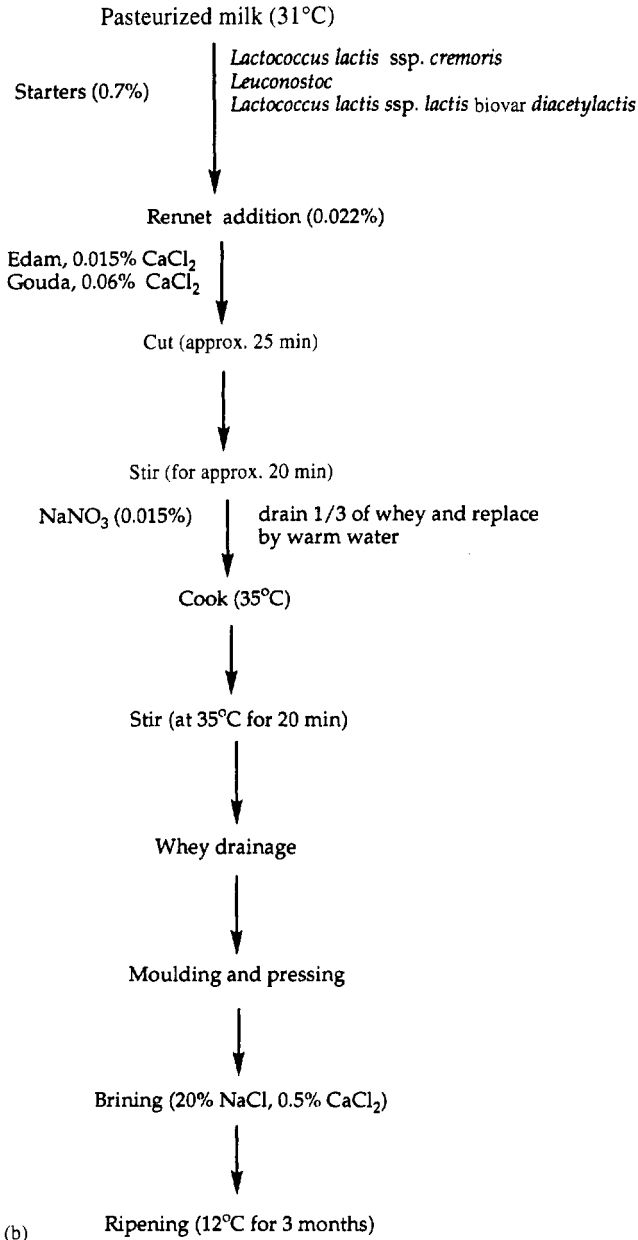 Pasteurized milk (31°C)
Starters (0.7%)
Lactococcus lactis ssp. cremoris
Leuconostoc
Lactococcus lactis ssp. lactis biovar diacetylactis
Rennet addition (0.022%)
Edam, 0.015% CaCl₂
Gouda, 0.06% CaCl₂
Cut (approx. 25 min)
Stir (for approx. 20 min)
NaNO₃ (0.015%)
drain 1/3 of whey and replace
by warm water
Cook (35°C)
Stir (at 35°C for 20 min)
Whey drainage
Moulding and pressing
Brining (20% NaCl, 0.5% CaCl₂)
Ripening (12°C for 3 months)
(b)